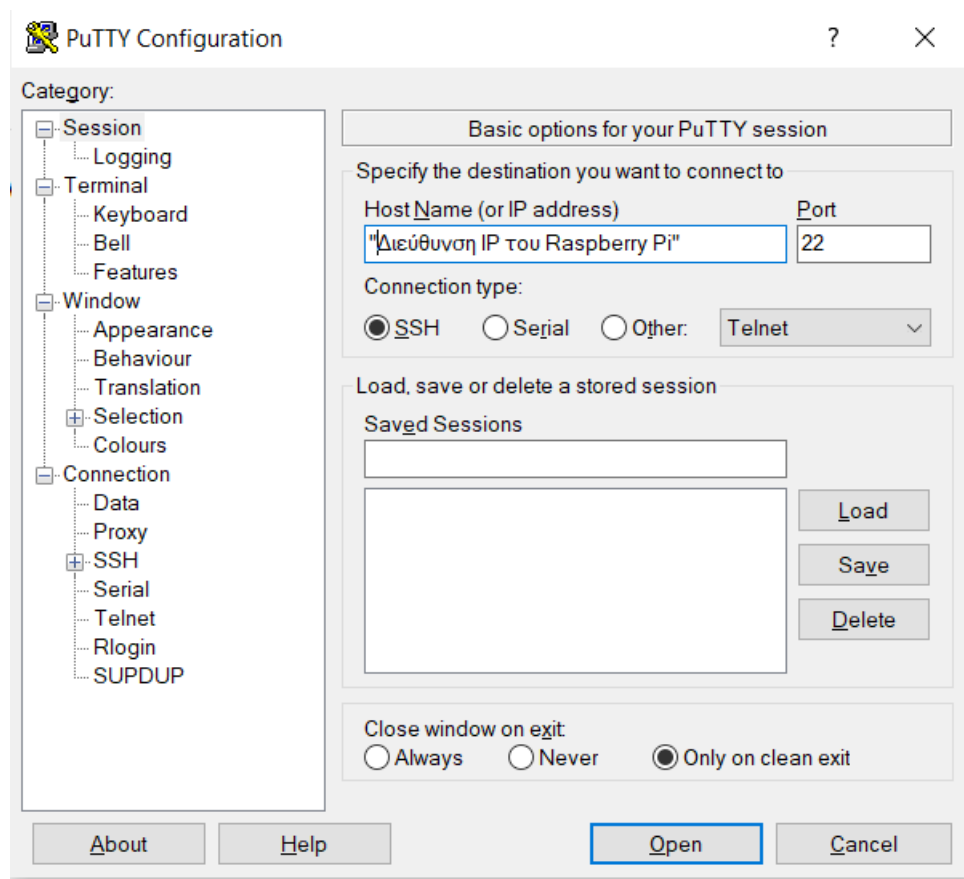 PuTTY Configuration
?
Category:
Session
Logging
Terminal
Keyboard
Bell
Features
Window
Appearance
Behaviour
Translation
Selection
Colours
Connection
Data
Proxy
SSH
Serial
Telnet
Rlogin
SUPDUP
Basic options for your PuTTY session
Specify the destination you want to connect to
Host Name (or IP address) Port
"Διεύθυνση IP του Raspberry Pi" 22
Connection type:
SSH Serial Other: Telnet
Load, save or delete a stored session
Saved Sessions
Load
Save
Delete
Close window on exit:
Always Never Only on clean exit
About Help Open Cancel